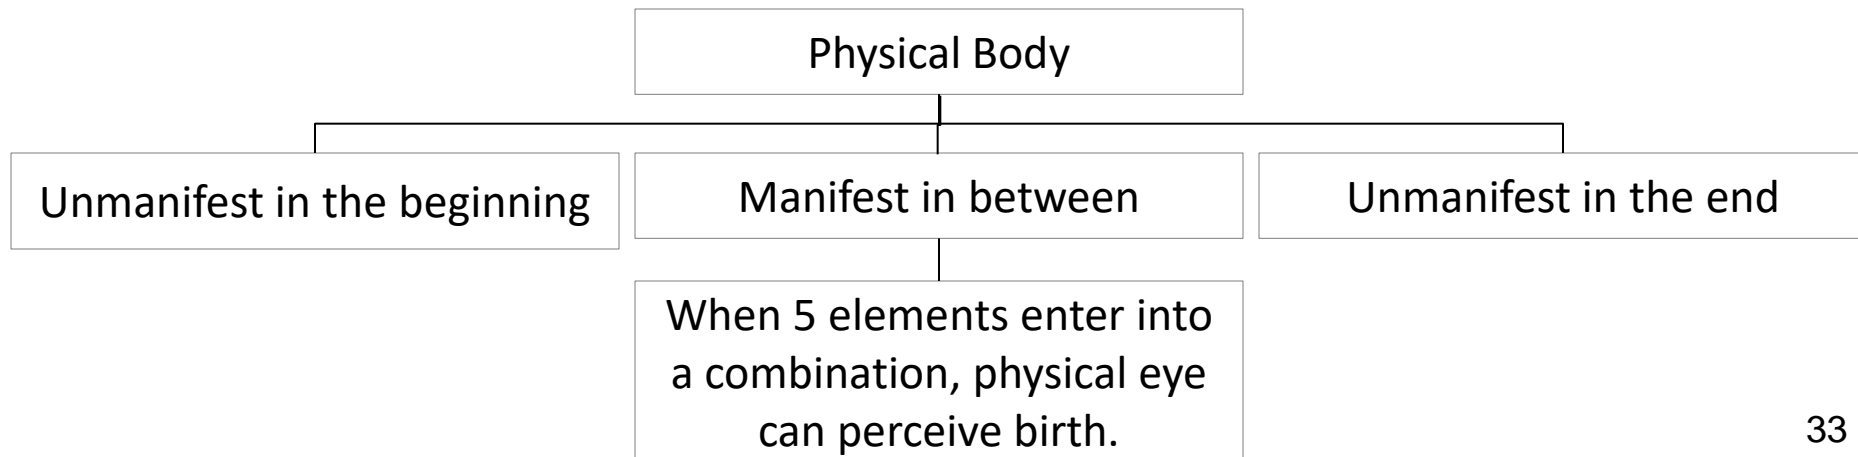 Physical Body
Unmanifest in the beginning
Manifest in between
Unmanifest in the end
When 5 elements enter into
a combination, physical eye
can perceive birth.
33